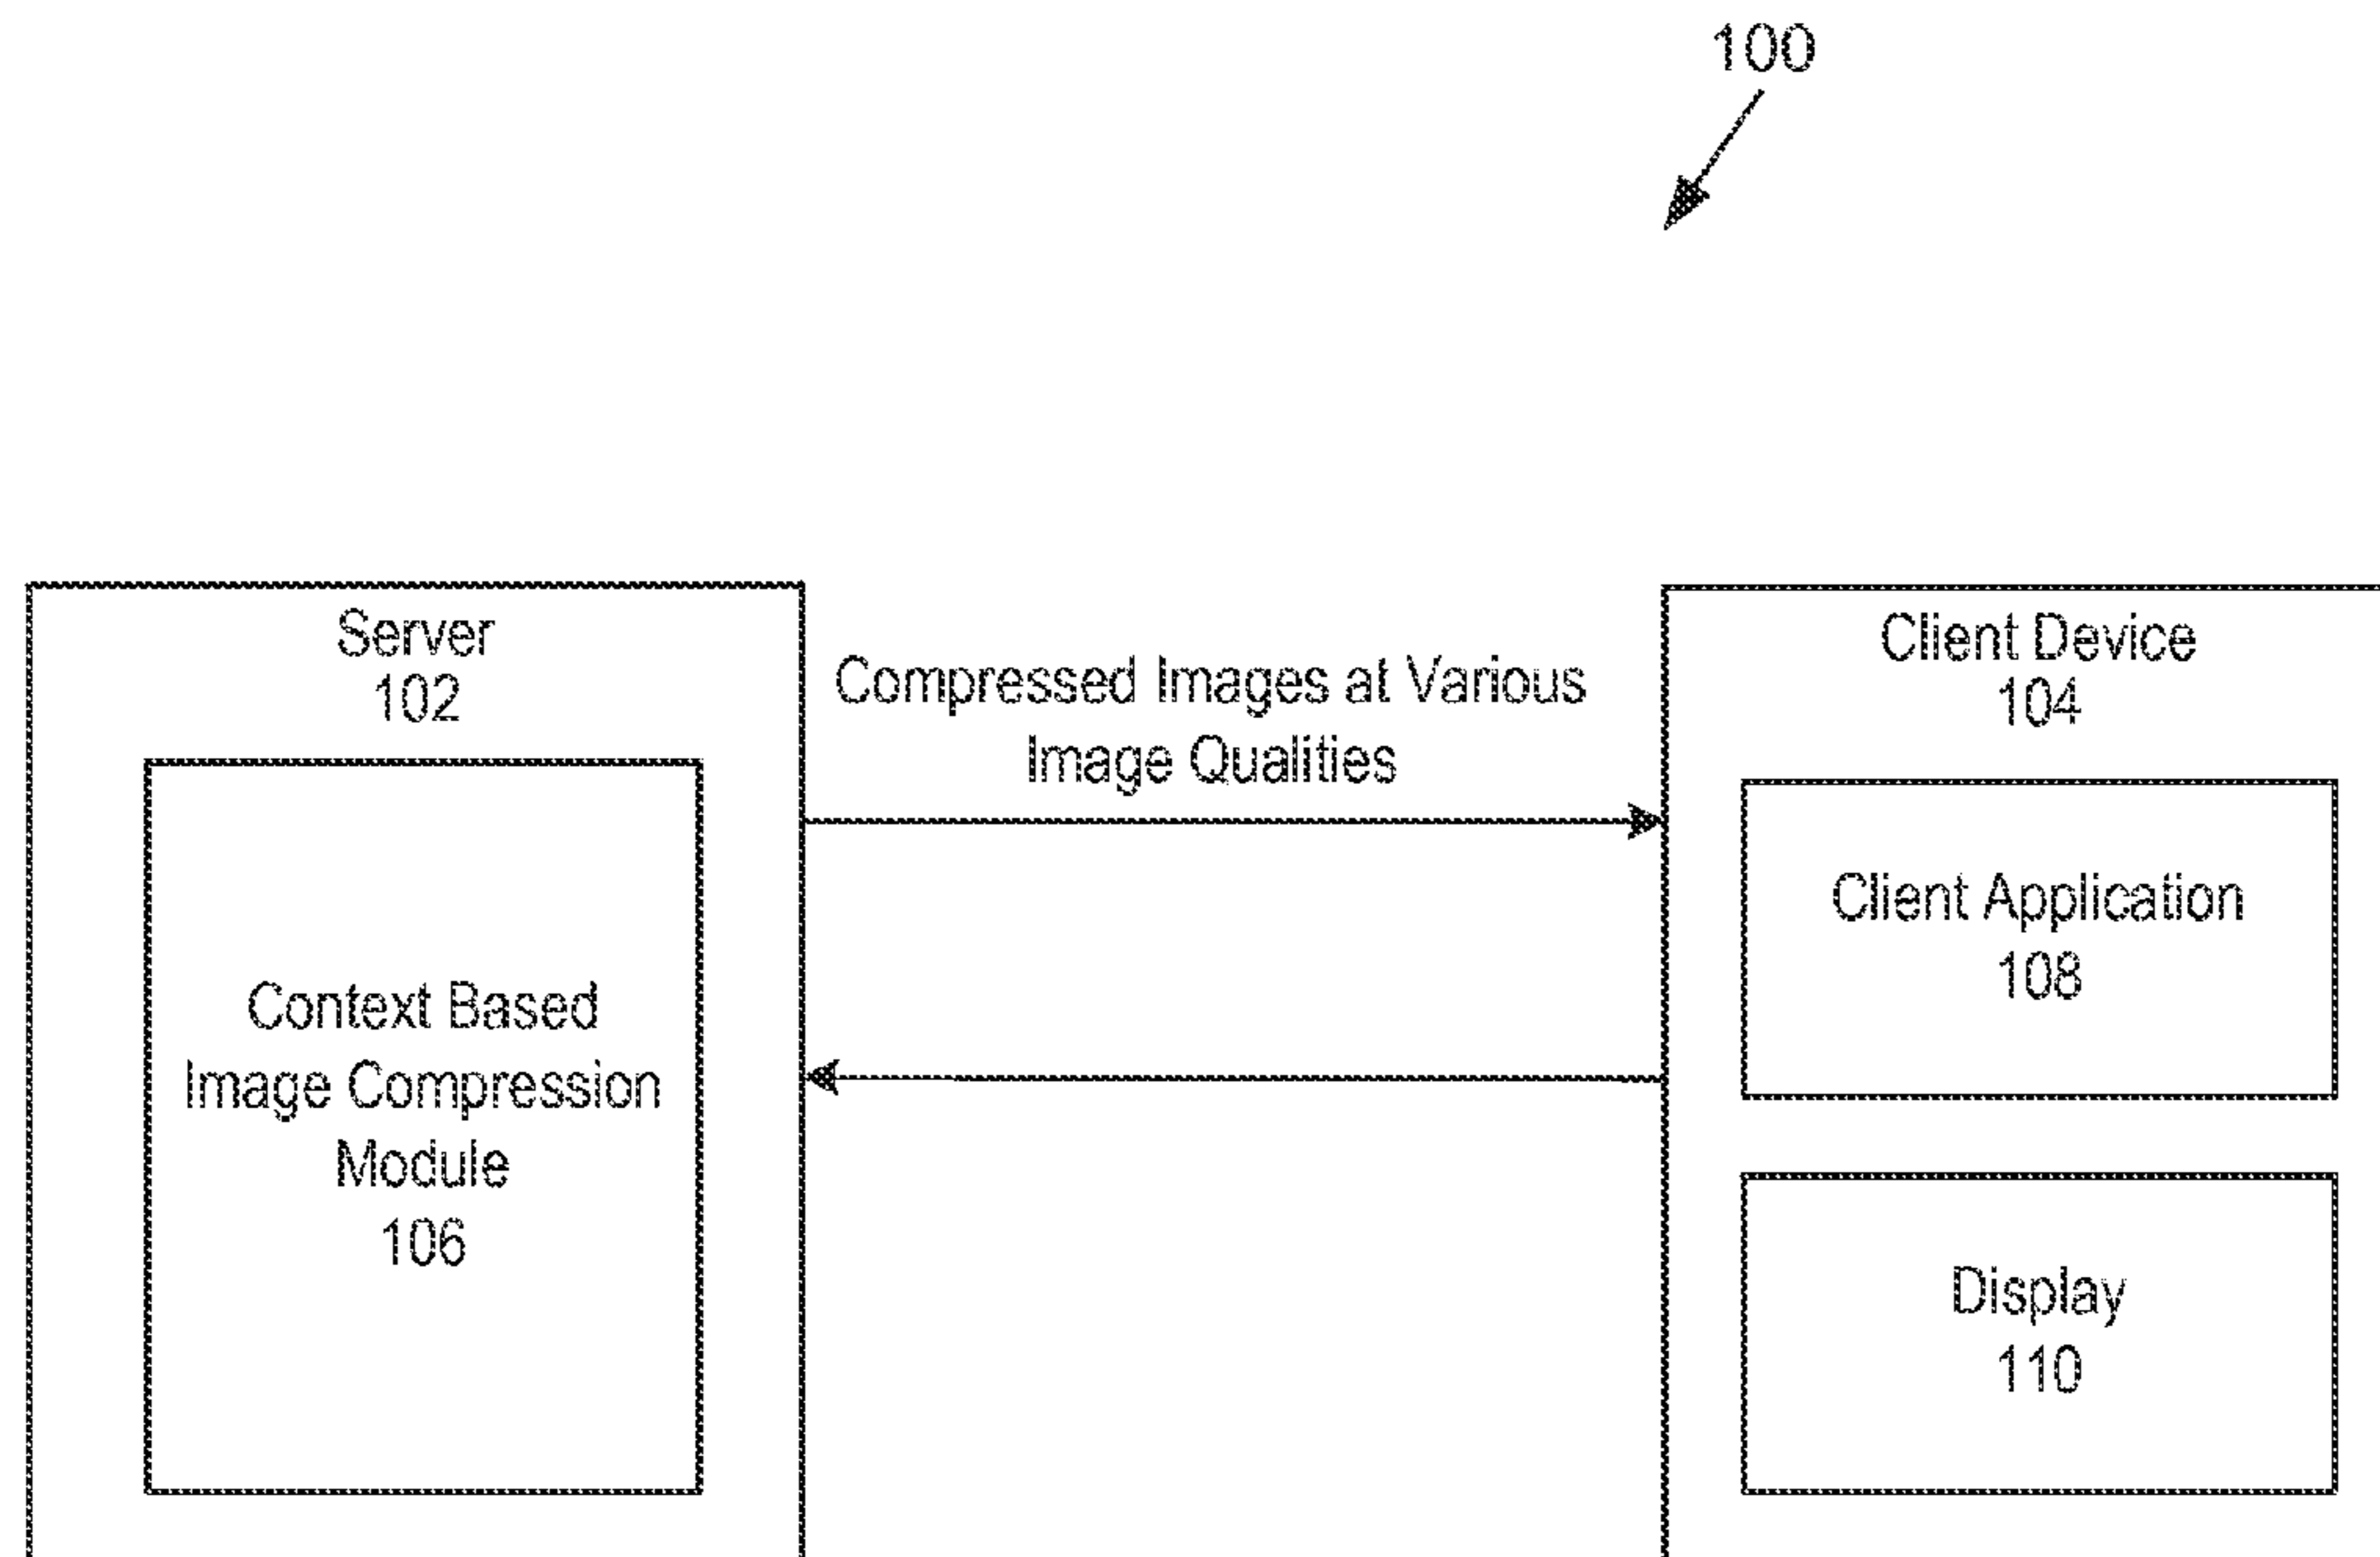 100
Server
102
Context Based
Image Compression
Module
106
Compressed Images at Various
Image Qualities
Client Device
104
Client Application
108
Display
110